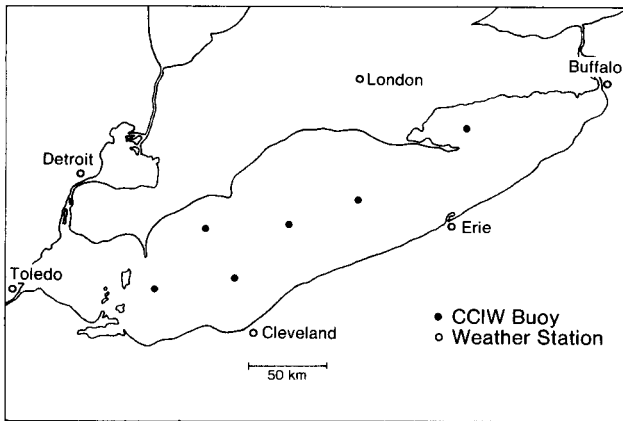 Buffalo
London
Detroit
Erie
Toledo
CCIW Buoy
Weather Station
Cleveland
50 km